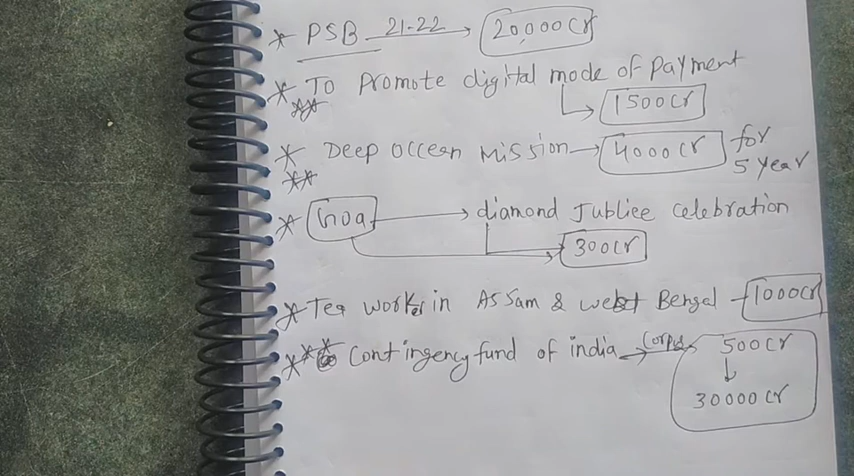 * PSB 21-22 → 20,000 Cr
* To Promote digital mode of Payment
** → 1500 Cr
* Deep Occean Mission → 4000 Cr for
** 5 year
* Goa → diamond Jubliee celebration
300 Cr
* Tea worker in Assam & West Bengal - 1000 Cr
*** Contingency fund of india → Corpus 500 Cr
↓
30000 Cr